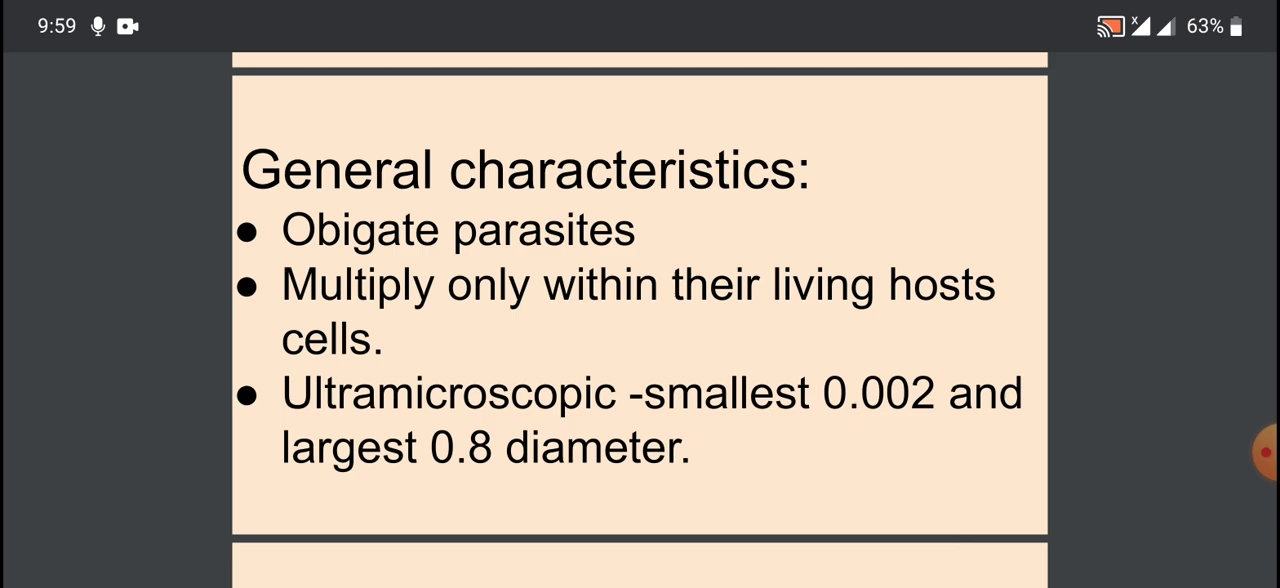 9:59
x
63%
General characteristics:
● Obigate parasites
● Multiply only within their living hosts
cells.
● Ultramicroscopic -smallest 0.002 and
largest 0.8 diameter.